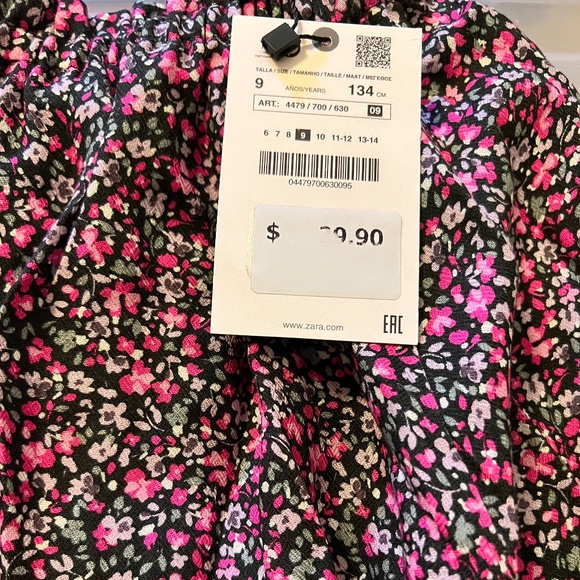 TALLA / SIZE / TAMANHO / TAILLE / MAAT / ΜΕΓΕΘΟΣ
9 AÑOS/YEARS 134 CM
ART.: 4479 / 700 / 630 09
6 7 8 9 10 11-12 13-14
04479700630095
$ 9.90
www.zara.com
EAC